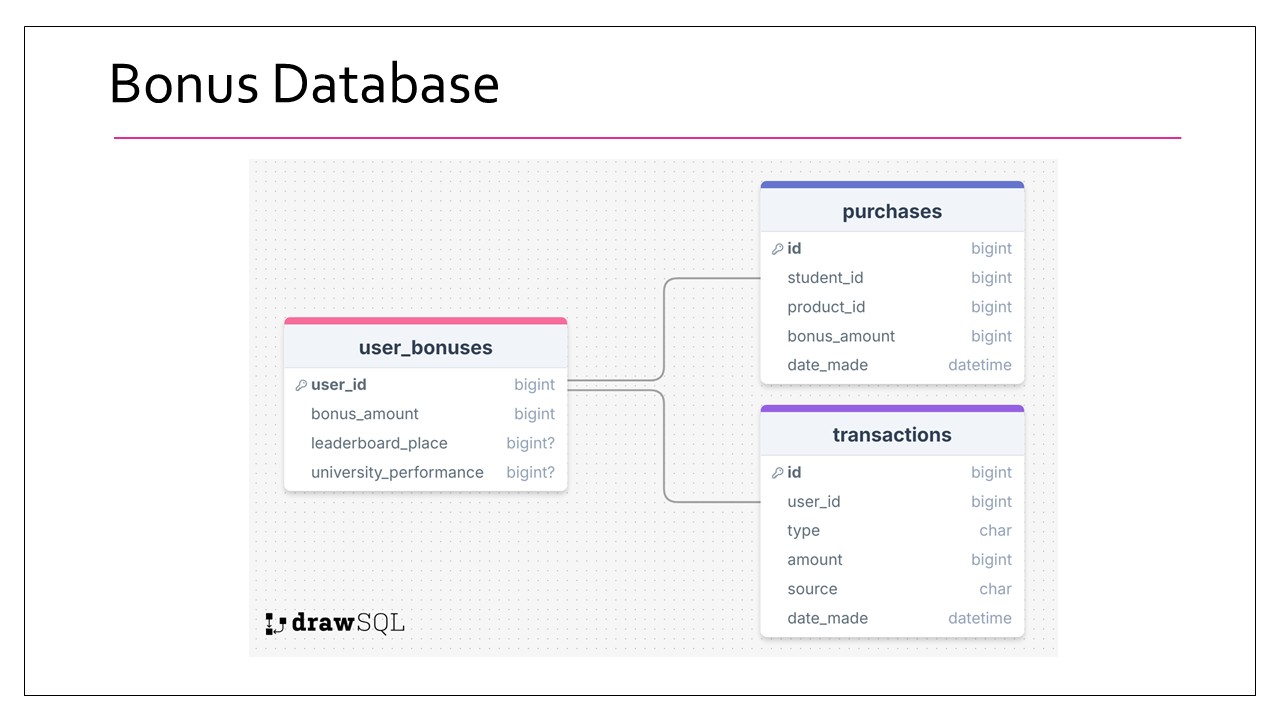 Bonus Database
user_bonuses
user_id bigint
bonus_amount bigint
leaderboard_place bigint?
university_performance bigint?
purchases
id bigint
student_id bigint
product_id bigint
bonus_amount bigint
date_made datetime
transactions
id bigint
user_id bigint
type char
amount bigint
source char
date_made datetime
drawSQL